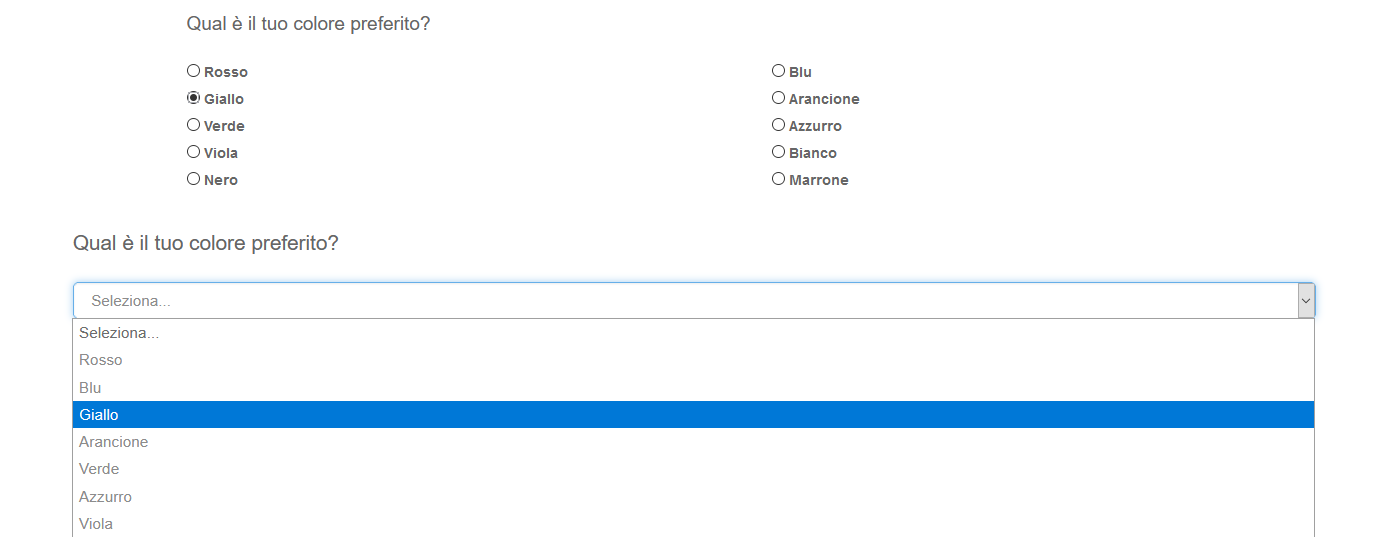 Qual è il tuo colore preferito?
Rosso Blu
Giallo Arancione
Verde Azzurro
Viola Bianco
Nero Marrone
Qual è il tuo colore preferito?
Seleziona...
Seleziona...
Rosso
Blu
Giallo
Arancione
Verde
Azzurro
Viola